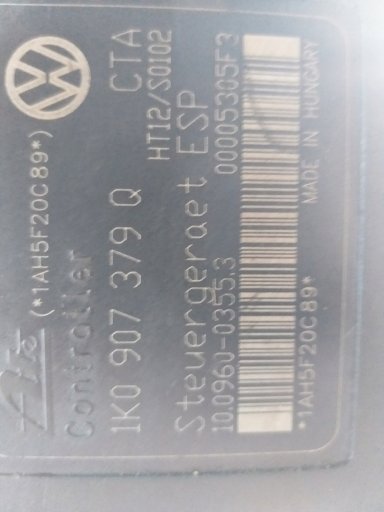 Ate (*1AH5F20C89*)
Controller
1K0 907 379 Q CTA
HT12/S0102
Steuergeraet ESP
10.0960-0355.3 00005305F3
*1AH5F20C89* MADE IN HUNGARY